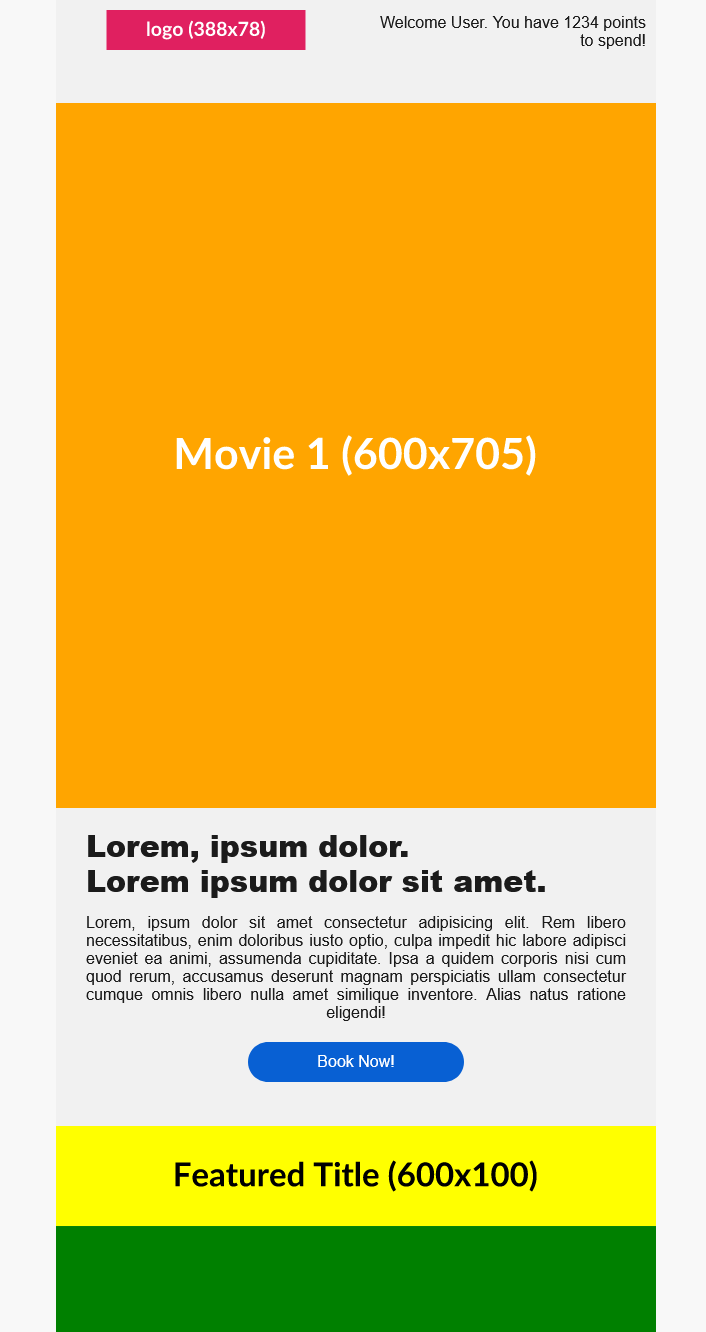 logo (388x78)
Welcome User. You have 1234 points
to spend!
Movie 1 (600x705)
Lorem, ipsum dolor.
Lorem ipsum dolor sit amet.
Lorem, ipsum dolor sit amet consectetur adipisicing elit. Rem libero
necessitatibus, enim doloribus iusto optio, culpa impedit hic labore adipisci
eveniet ea animi, assumenda cupiditate. Ipsa a quidem corporis nisi cum
quod rerum, accusamus deserunt magnam perspiciatis ullam consectetur
cumque omnis libero nulla amet similique inventore. Alias natus ratione
eligendi!
Book Now!
Featured Title (600x100)